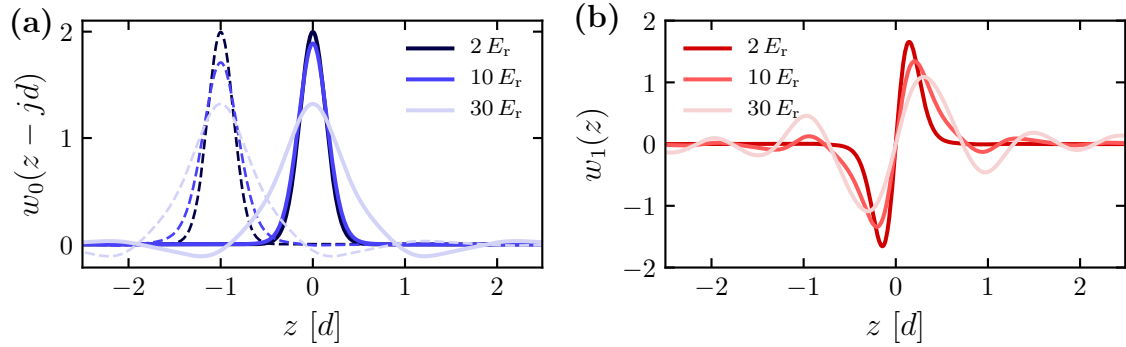 (a)
w₀(z − jd)
2
1
0
2 Eᵣ
10 Eᵣ
30 Eᵣ
−2 −1 0 1 2
z [d]
(b)
w₁(z)
2
1
0
−1
−2
2 Eᵣ
10 Eᵣ
30 Eᵣ
−2 −1 0 1 2
z [d]